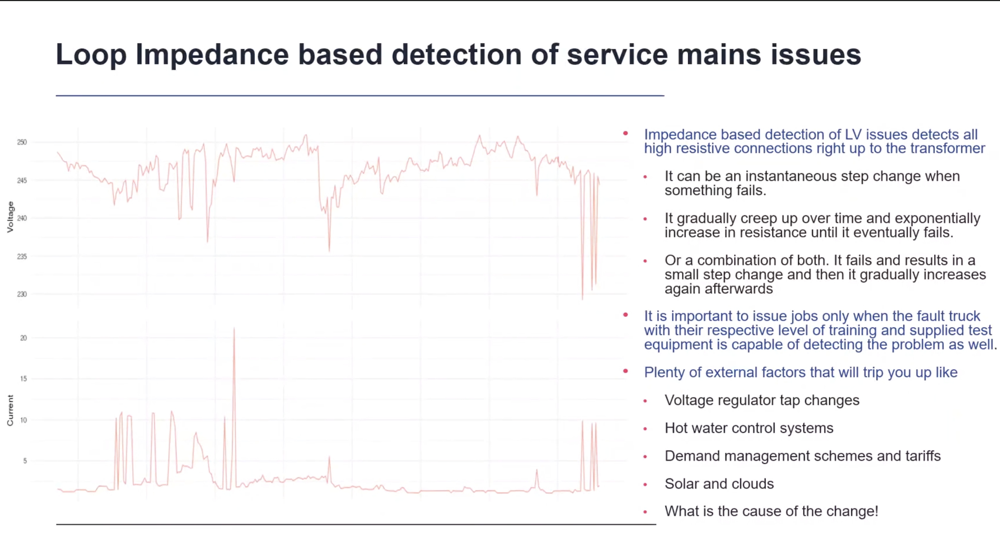 Loop Impedance based detection of service mains issues
250
245
240
235
230
Voltage
20
15
10
5
Current
• Impedance based detection of LV issues detects all
high resistive connections right up to the transformer
• It can be an instantaneous step change when
something fails.
• It gradually creep up over time and exponentially
increase in resistance until it eventually fails.
• Or a combination of both. It fails and results in a
small step change and then it gradually increases
again afterwards
• It is important to issue jobs only when the fault truck
with their respective level of training and supplied test
equipment is capable of detecting the problem as well.
• Plenty of external factors that will trip you up like
• Voltage regulator tap changes
• Hot water control systems
• Demand management schemes and tariffs
• Solar and clouds
• What is the cause of the change!